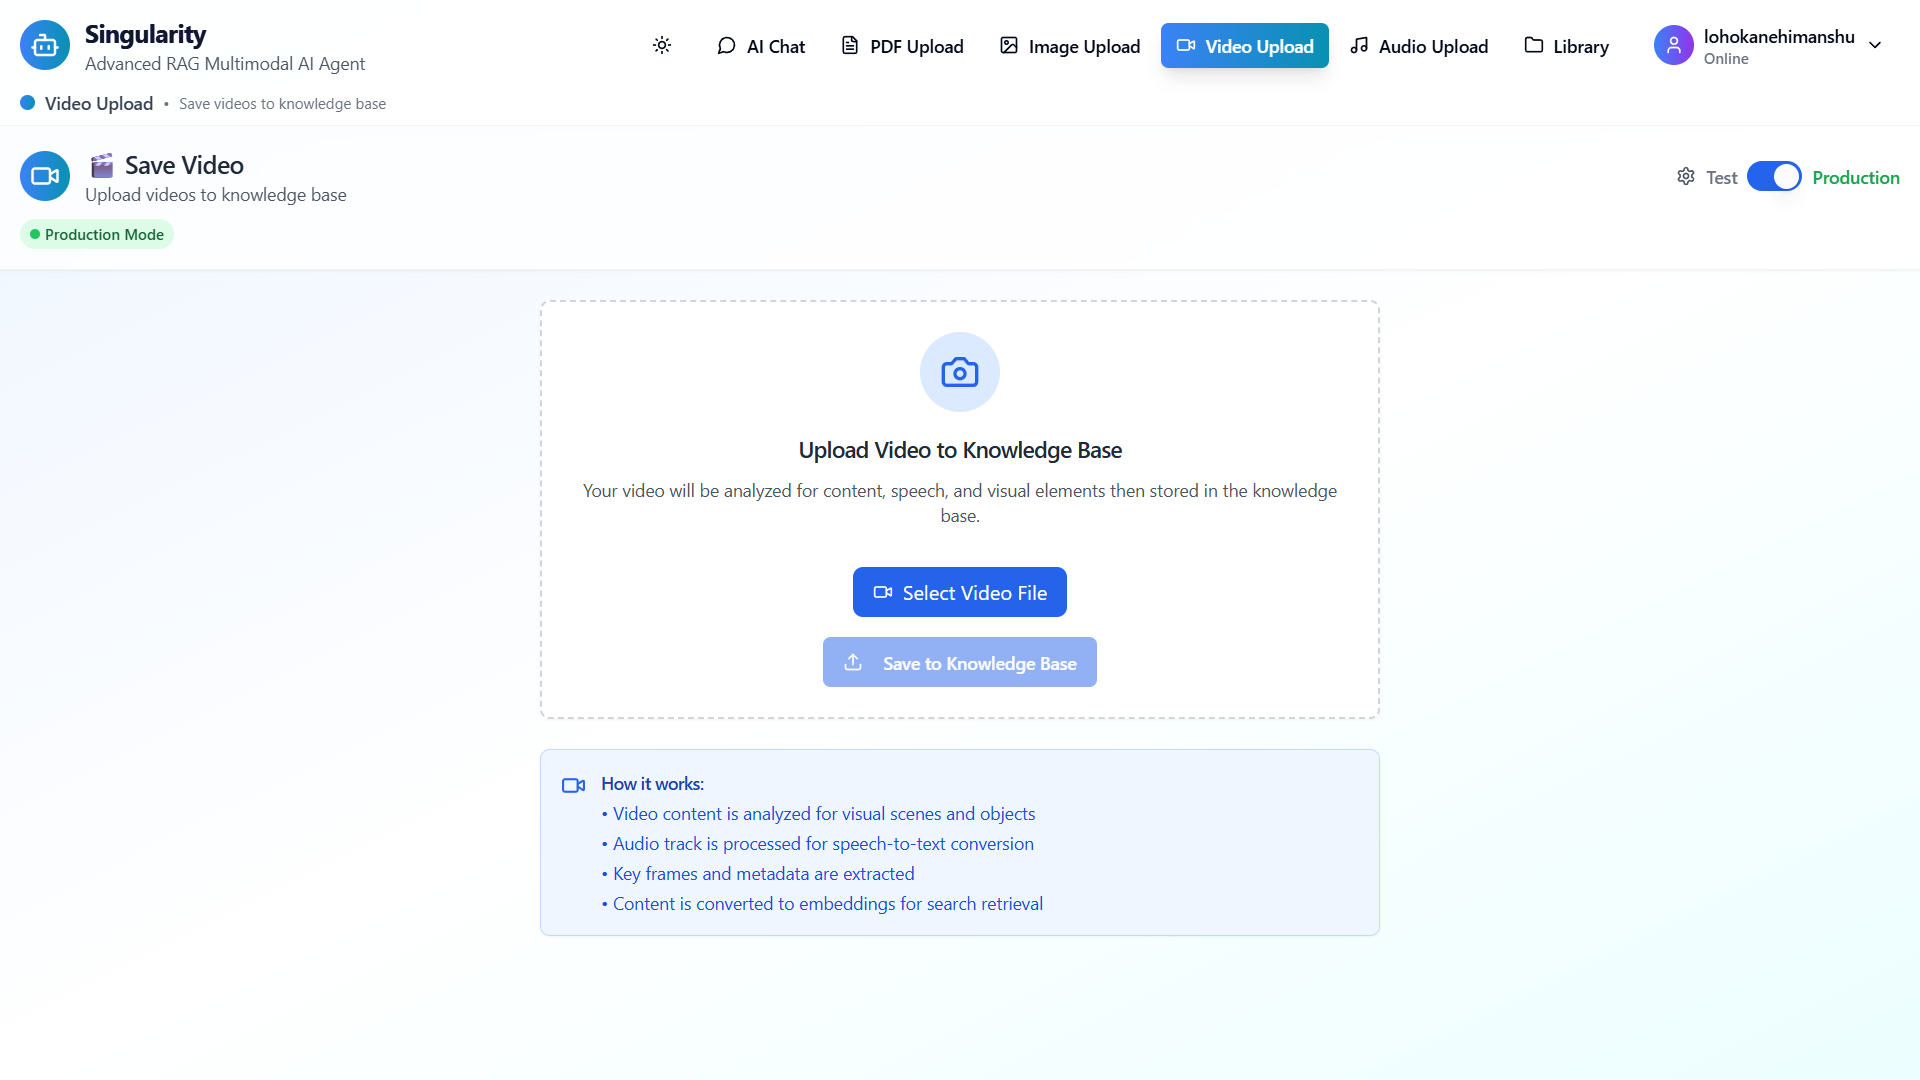 Singularity
Advanced RAG Multimodal AI Agent
AI Chat
PDF Upload
Image Upload
Video Upload
Audio Upload
Library
lohokanehimanshu
Online
Video Upload • Save videos to knowledge base
Save Video
Upload videos to knowledge base
Production Mode
Test
Production
Upload Video to Knowledge Base
Your video will be analyzed for content, speech, and visual elements then stored in the knowledge
base.
Select Video File
Save to Knowledge Base
How it works:
• Video content is analyzed for visual scenes and objects
• Audio track is processed for speech-to-text conversion
• Key frames and metadata are extracted
• Content is converted to embeddings for search retrieval